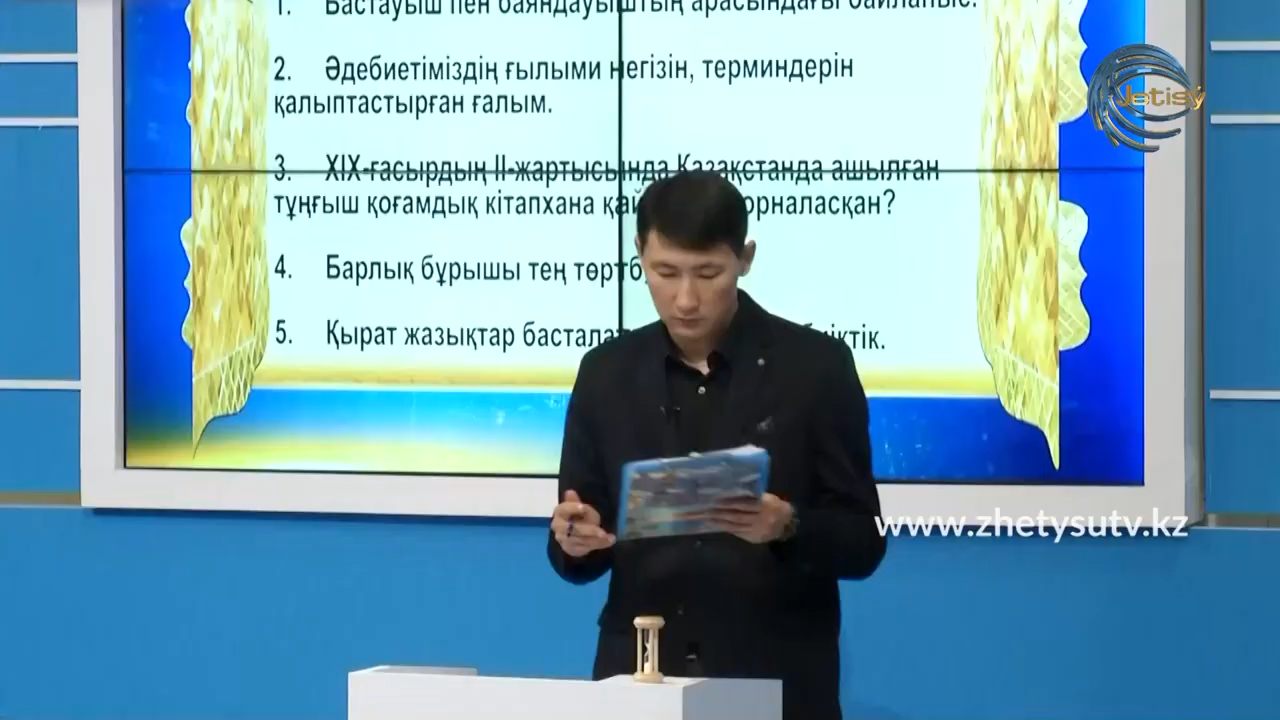 1. Бастауыш пен баяндауыштың арасындағы байланыс.
2. Әдебиетіміздің ғылыми негізін, терминдерін
қалыптастырған ғалым.
3. XIX-ғасырдың II-жартысында Қазақстанда ашылған
тұңғыш қоғамдық кітапхана орналасқан?
4. Барлық бұрышы тең
5. Қырат жазықтар
Jetisý
www.zhetysutv.kz